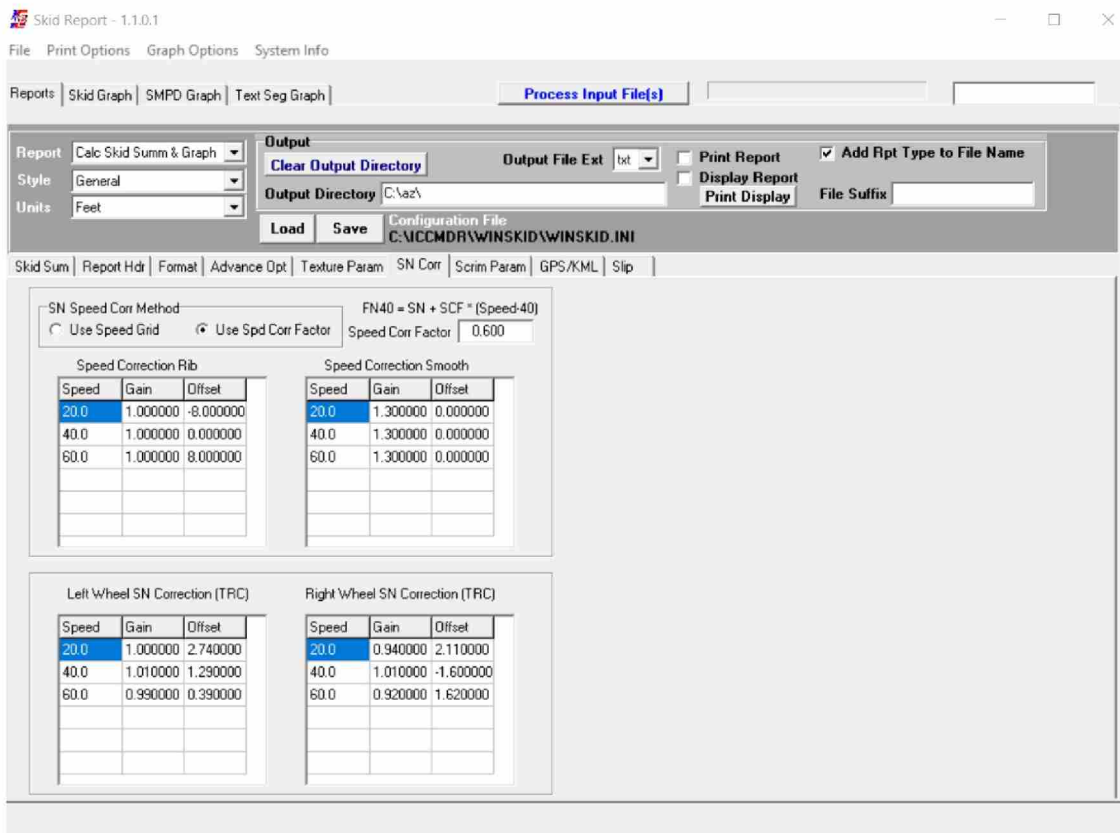 Skid Report - 1.1.0.1
File Print Options Graph Options System Info
Reports Skid Graph SMPD Graph Text Seg Graph Process Input File(s)
Report Calc Skid Summ & Graph
Style General
Units Feet
Output
Clear Output Directory Output File Ext txt Print Report Add Rpt Type to File Name
Display Report
Output Directory C:\az\ Print Display File Suffix
Load Save Configuration File
C:\ICCMDR\WINSKID\WINSKID.INI
Skid Sum Report Hdr Format Advance Opt Texture Param SN Corr Scrim Param GPS/KML Slip
SN Speed Corr Method FN40 = SN + SCF * (Speed-40)
Use Speed Grid Use Spd Corr Factor Speed Corr Factor 0.600
Speed Correction Rib Speed Correction Smooth
Speed Gain Offset Speed Gain Offset
20.0 1.000000 -8.000000 20.0 1.300000 0.000000
40.0 1.000000 0.000000 40.0 1.300000 0.000000
60.0 1.000000 8.000000 60.0 1.300000 0.000000
Left Wheel SN Correction (TRC) Right Wheel SN Correction (TRC)
Speed Gain Offset Speed Gain Offset
20.0 1.000000 2.740000 20.0 0.940000 2.110000
40.0 1.010000 1.290000 40.0 1.010000 -1.600000
60.0 0.990000 0.390000 60.0 0.920000 1.620000